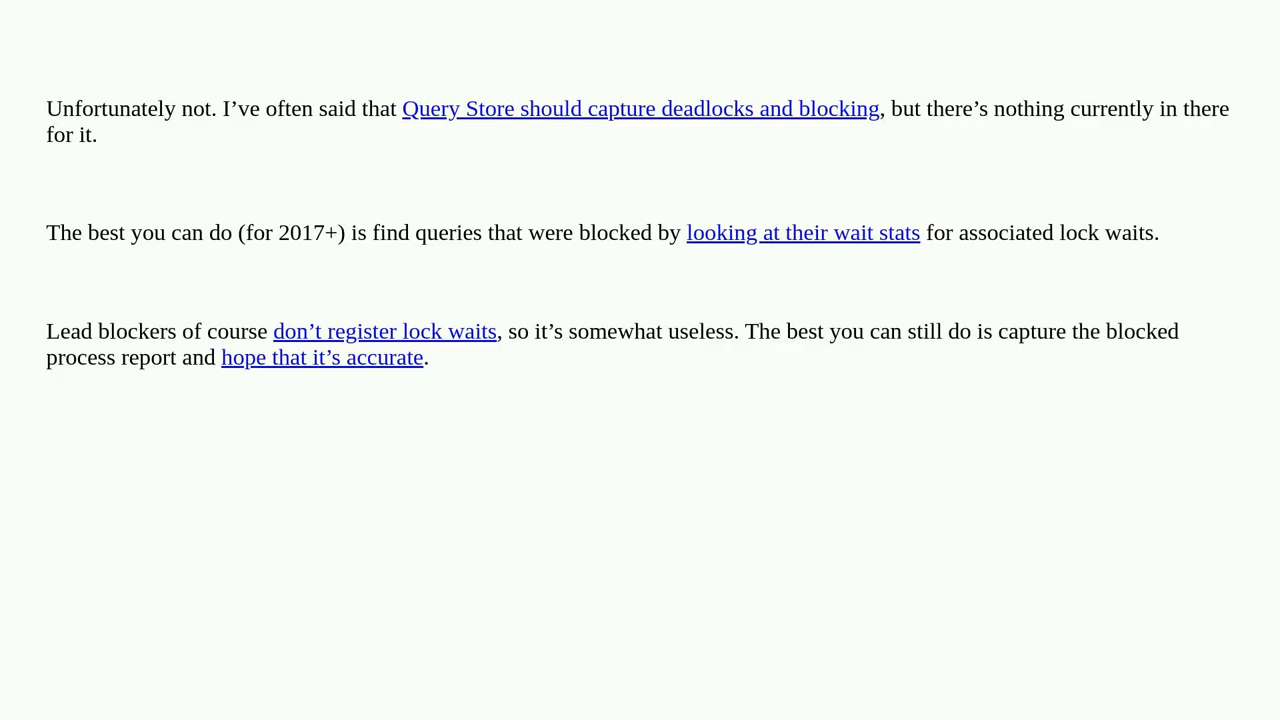 Unfortunately not. I’ve often said that Query Store should capture deadlocks and blocking, but there’s nothing currently in there
for it.
The best you can do (for 2017+) is find queries that were blocked by looking at their wait stats for associated lock waits.
Lead blockers of course don’t register lock waits, so it’s somewhat useless. The best you can still do is capture the blocked
process report and hope that it’s accurate.